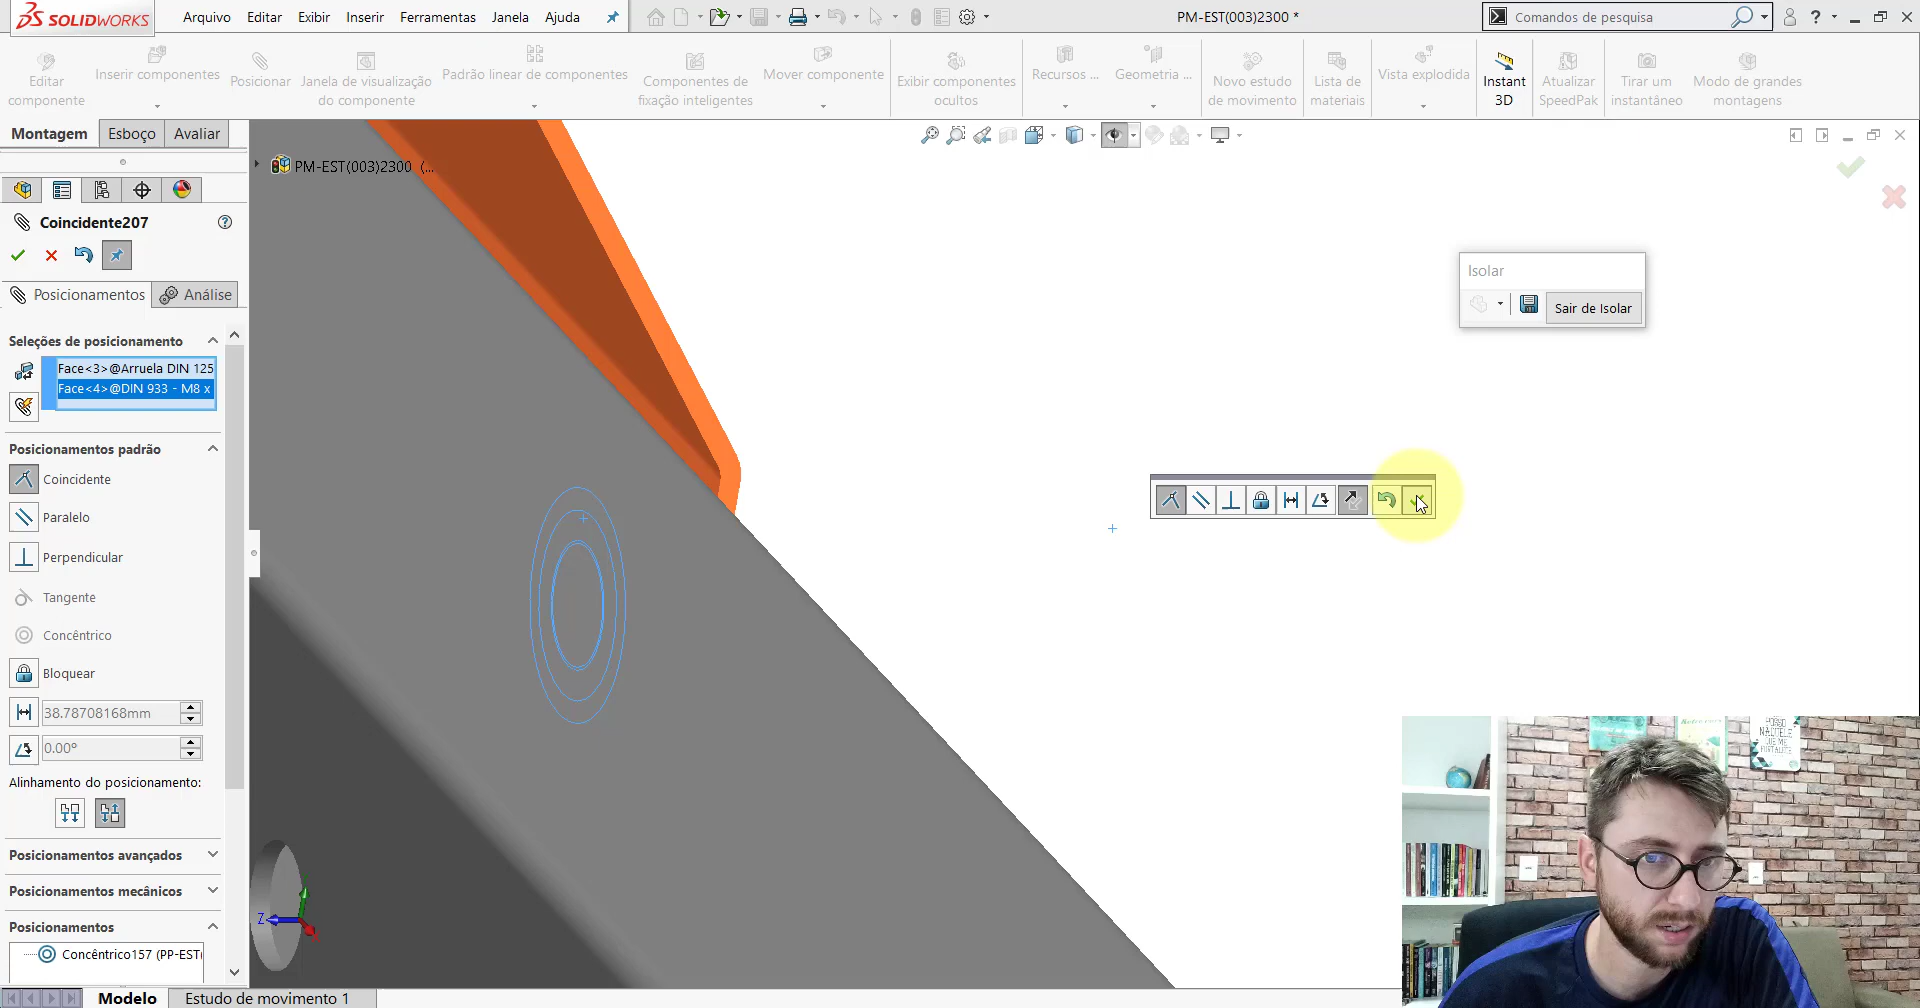 SOLIDWORKS
Arquivo Editar Exibir Inserir Ferramentas Janela Ajuda
PM-EST(003)2300 *
Comandos de pesquisa
Editar componente
Inserir componentes
Posicionar
Janela de visualização do componente
Padrão linear de componentes
Componentes de fixação inteligentes
Mover componente
Exibir componentes ocultos
Recursos ...
Geometria ...
Novo estudo de movimento
Lista de materiais
Vista explodida
Instant 3D
Atualizar SpeedPak
Tirar um instantâneo
Modo de grandes montagens
Montagem Esboço Avaliar
PM-EST(003)2300 (...
Coincidente207
Posicionamentos Análise
Seleções de posicionamento
Face<3>@Arruela DIN 125
Face<4>@DIN 933 - M8 x
Posicionamentos padrão
Coincidente
Paralelo
Perpendicular
Tangente
Concêntrico
Bloquear
38.78708168mm
0.00°
Alinhamento do posicionamento:
Posicionamentos avançados
Posicionamentos mecânicos
Posicionamentos
Concêntrico157 (PP-EST(
Isolar
Sair de Isolar
Z
POSSO
NAQUELE
QUE ME
FORTALECE
Modelo Estudo de movimento 1